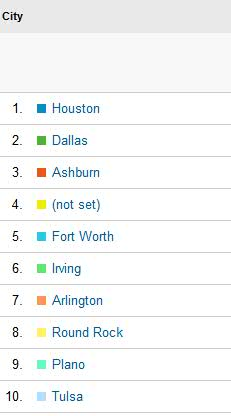 City
1. Houston
2. Dallas
3. Ashburn
4. (not set)
5. Fort Worth
6. Irving
7. Arlington
8. Round Rock
9. Plano
10. Tulsa